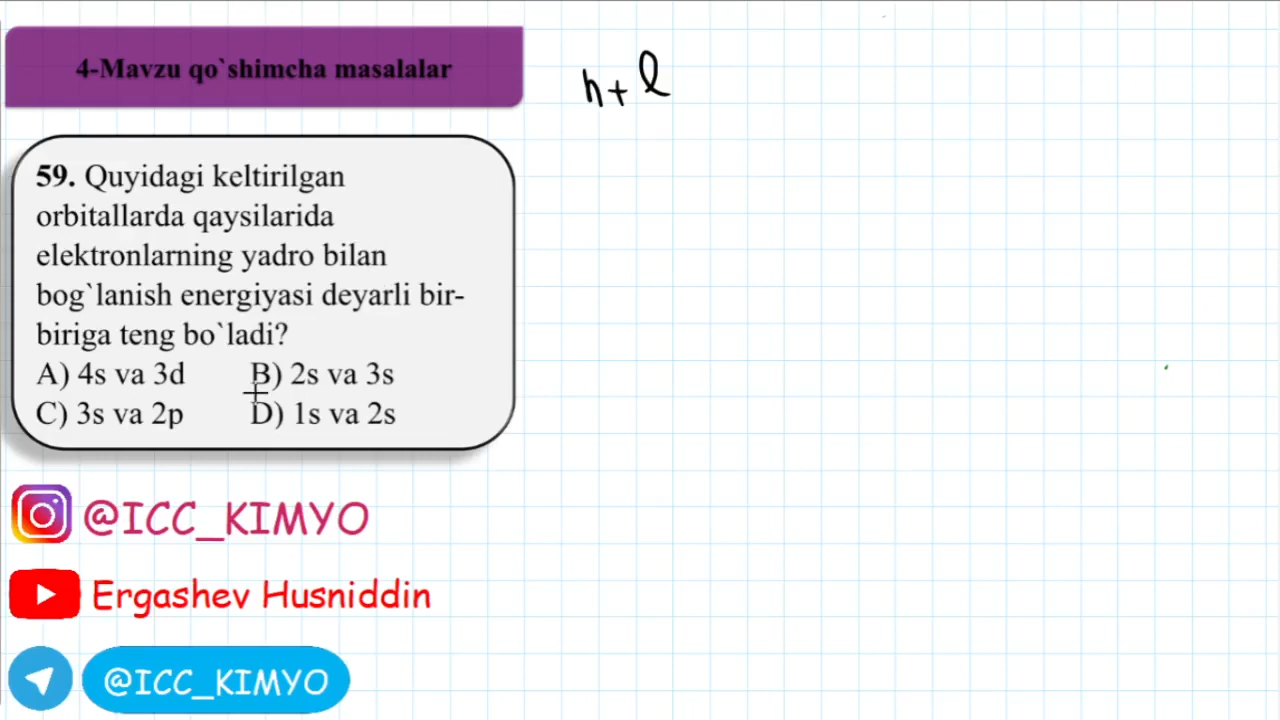 4-Mavzu qo`shimcha masalalar
n+l
59. Quyidagi keltirilgan
orbitallarda qaysilarida
elektronlarning yadro bilan
bog`lanish energiyasi deyarli bir-
biriga teng bo`ladi?
A) 4s va 3d B) 2s va 3s
C) 3s va 2p D) 1s va 2s
@ICC_KIMYO
Ergashev Husniddin
@ICC_KIMYO